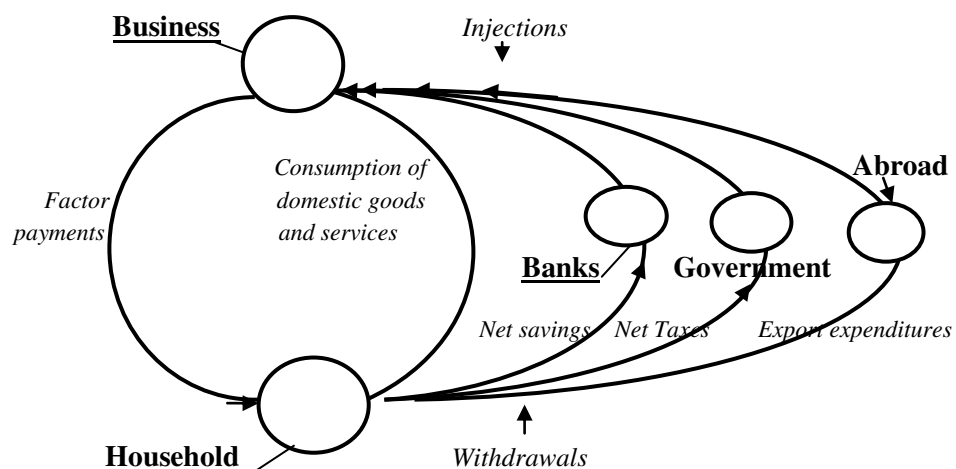 Business
Injections
Consumption of
domestic goods
and services
Factor
payments
Abroad
Banks
Government
Net savings
Net Taxes
Export expenditures
Household
Withdrawals